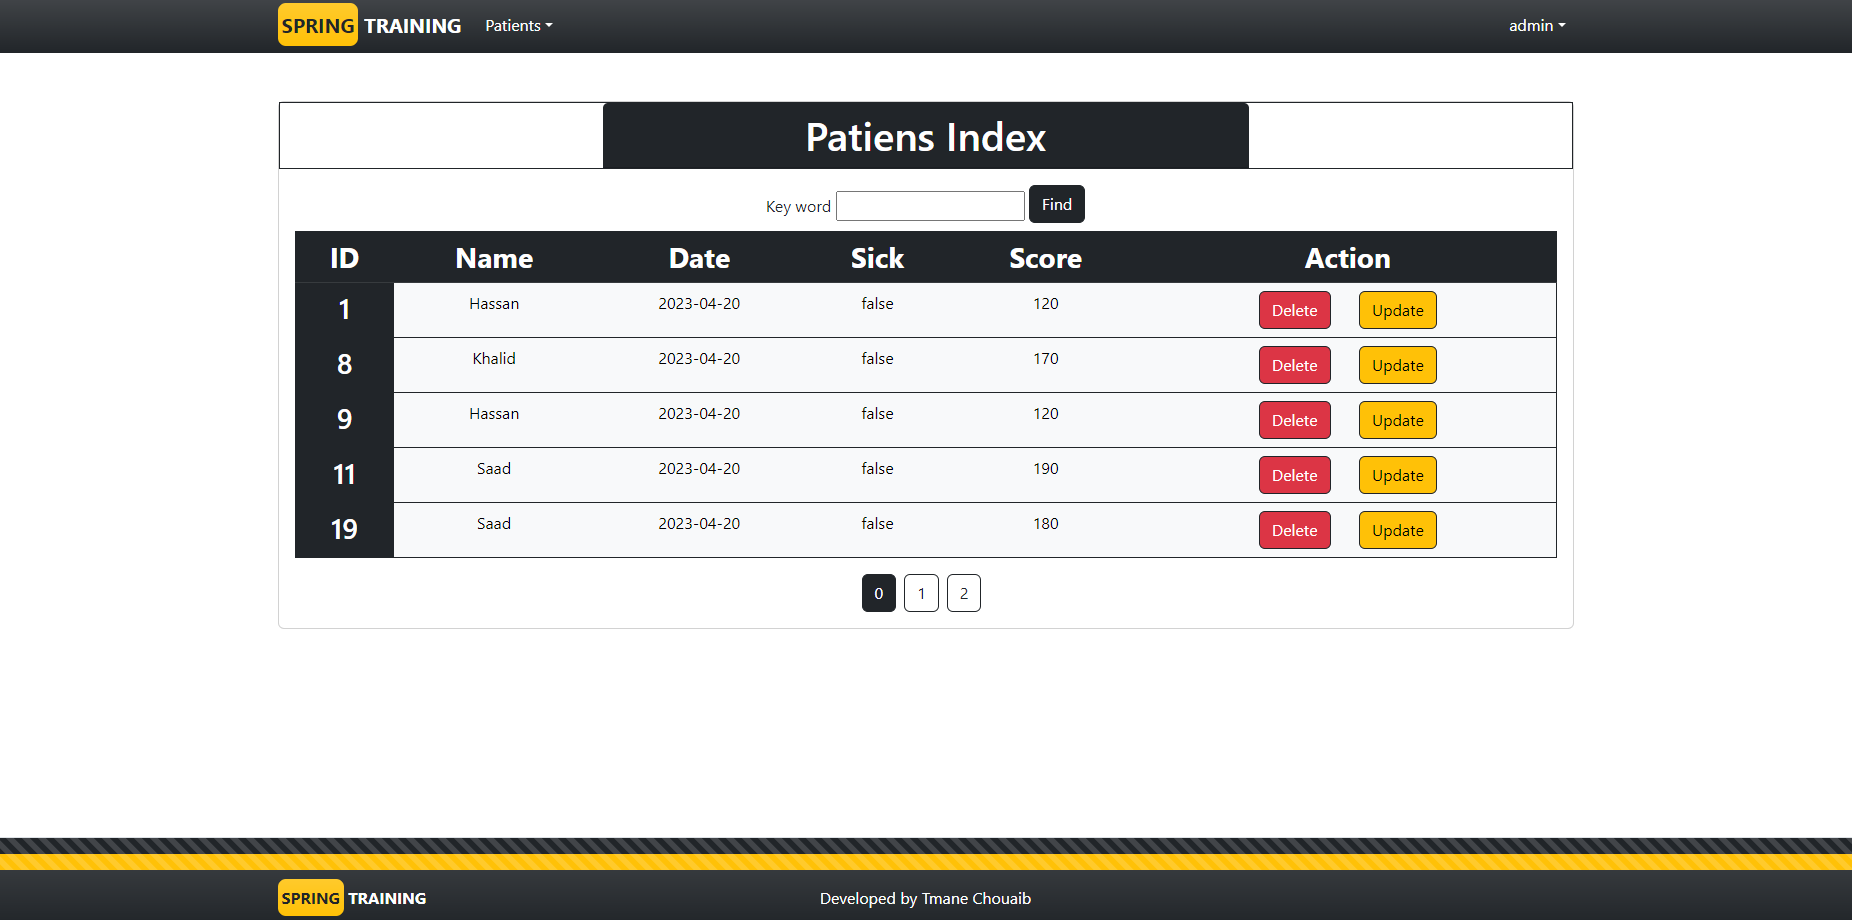 SPRING TRAINING Patients admin
Patiens Index
Key word Find
ID Name Date Sick Score Action
1 Hassan 2023-04-20 false 120 Delete Update
8 Khalid 2023-04-20 false 170 Delete Update
9 Hassan 2023-04-20 false 120 Delete Update
11 Saad 2023-04-20 false 190 Delete Update
19 Saad 2023-04-20 false 180 Delete Update
0 1 2
SPRING TRAINING Developed by Tmane Chouaib